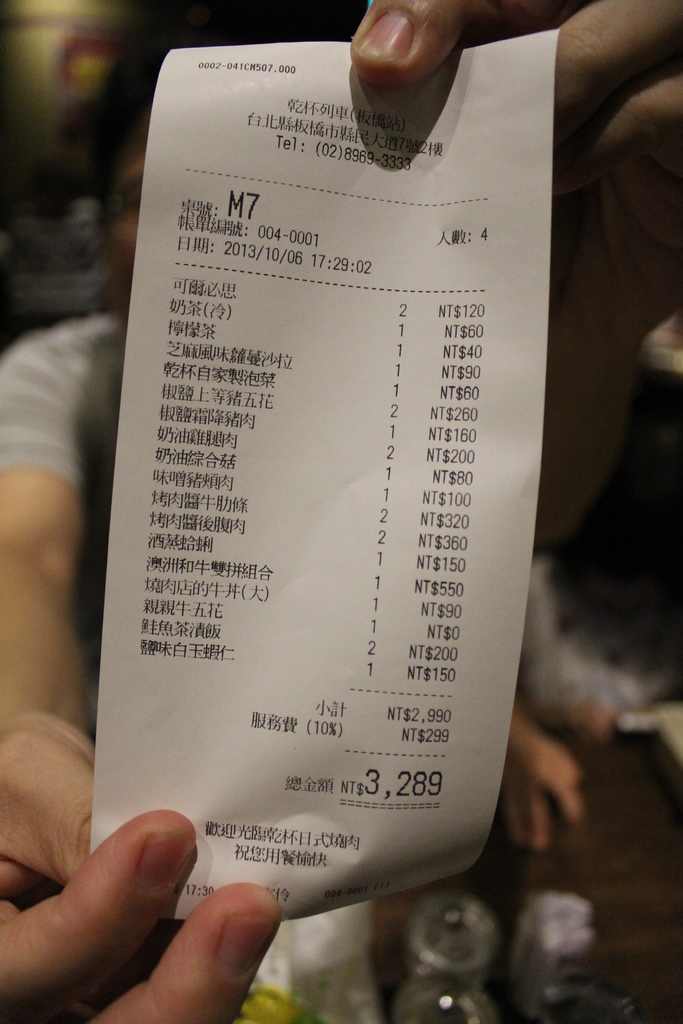 0002-041CM507.000
乾杯列車(板橋站)
台北縣板橋市縣民大道7號2樓
Tel: (02)8969-3333
桌號: M7
帳單編號: 004-0001 人數: 4
日期: 2013/10/06 17:29:02
可爾必思 2 NT$120
奶茶(冷) 1 NT$60
檸檬茶 1 NT$40
芝麻風味蘿蔓沙拉 1 NT$90
乾杯自家製泡菜 1 NT$60
椒鹽上等豬五花 2 NT$260
椒鹽霜降豬肉 1 NT$160
奶油雞腿肉 2 NT$200
奶油綜合菇 1 NT$80
味噌豬頰肉 1 NT$100
烤肉醬牛肋條 2 NT$320
烤肉醬後腹肉 2 NT$360
酒蒸蛤蜊 1 NT$150
澳洲和牛雙拼組合 1 NT$550
燒肉店的牛丼(大) 1 NT$90
親親牛五花 1 NT$0
鮭魚茶漬飯 2 NT$200
鹽味白玉蝦仁 1 NT$150
小計 NT$2,990
服務費 (10%) NT$299
總金額 NT$3,289
歡迎光臨乾杯日式燒肉
祝您用餐愉快
17:30 004-0001